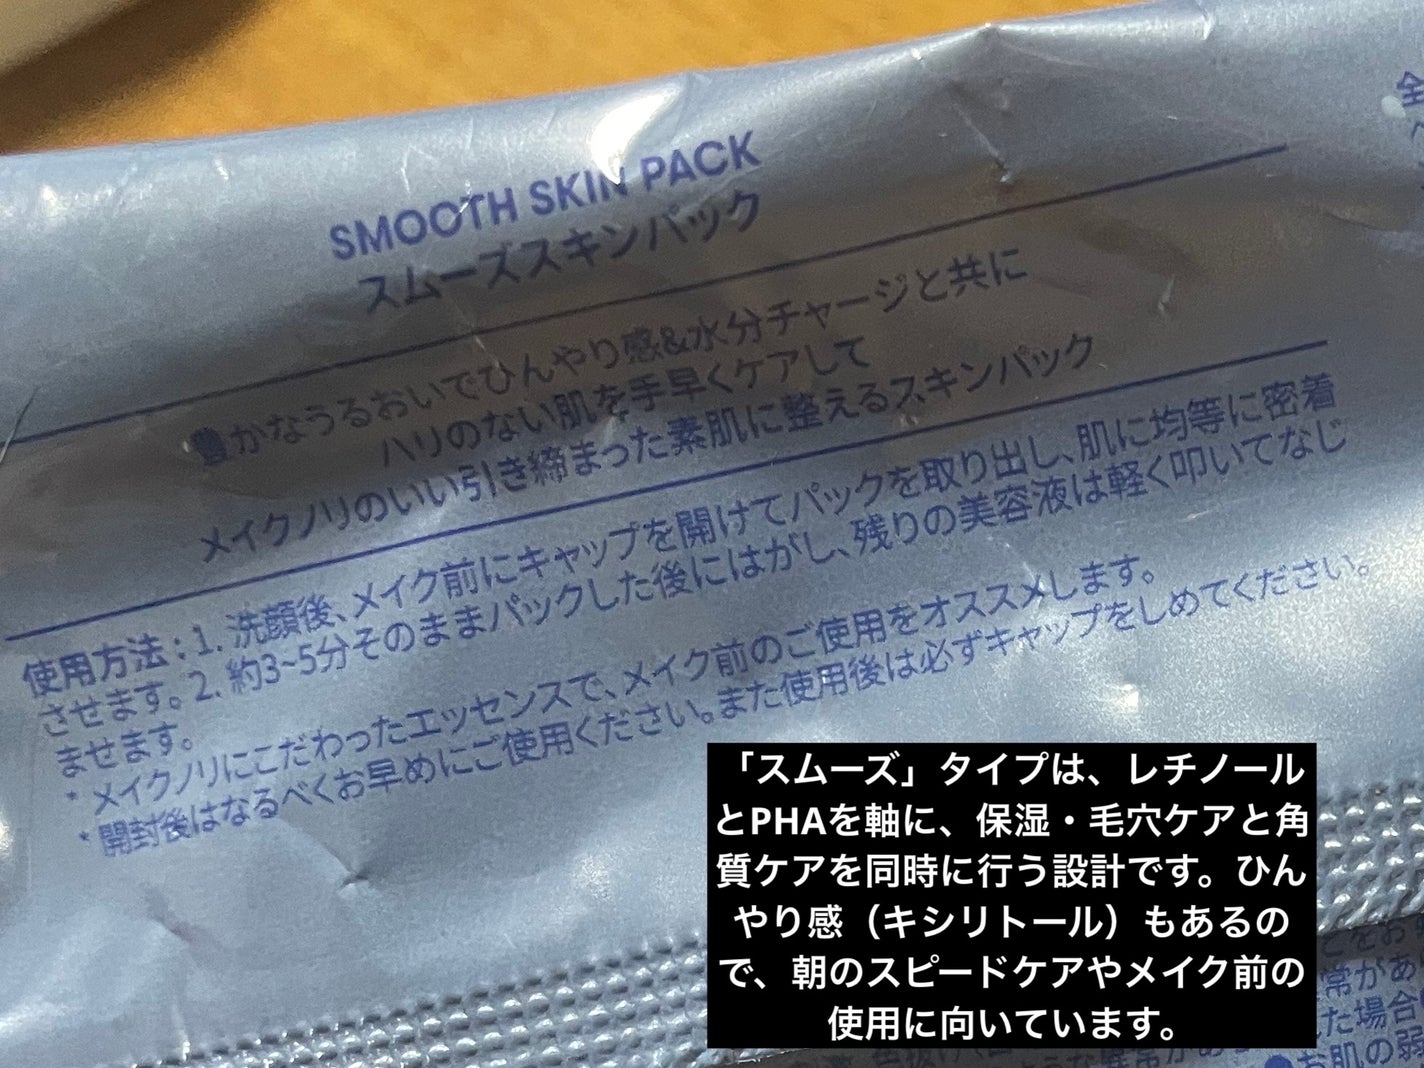 SMOOTH SKIN PACK
スムーズスキンパック
豊かなうるおいでひんやり感&水分チャージと共に
ハリのない肌を手早くケアして
メイクノリのいい引き締まった素肌に整えるスキンパック
使用方法：1. 洗顔後、メイク前にキャップを開けてパックを取り出し、肌に均等に密着
させます。2. 約3~5分そのままパックした後にはがし、残りの美容液は軽く叩いてなじ
ませます。
* メイクノリにこだわったエッセンスで、メイク前のご使用をオススメします。
* 開封後はなるべくお早めにご使用ください。また使用後は必ずキャップをしめてください。
「スムーズ」タイプは、レチノール
とPHAを軸に、保湿・毛穴ケアと角
質ケアを同時に行う設計です。ひん
やり感（キシリトール）もあるの
で、朝のスピードケアやメイク前の
使用に向いています。
全
常があ
た場合
お肌の弱